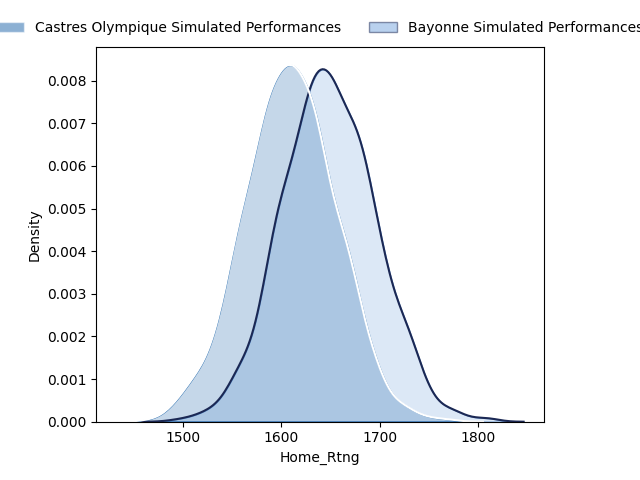 Castres Olympique Simulated Performances Bayonne Simulated Performances
0.008
0.007
0.006
0.005
0.004
0.003
0.002
0.001
0.000
Density
1500 1600 1700 1800
Home_Rtng